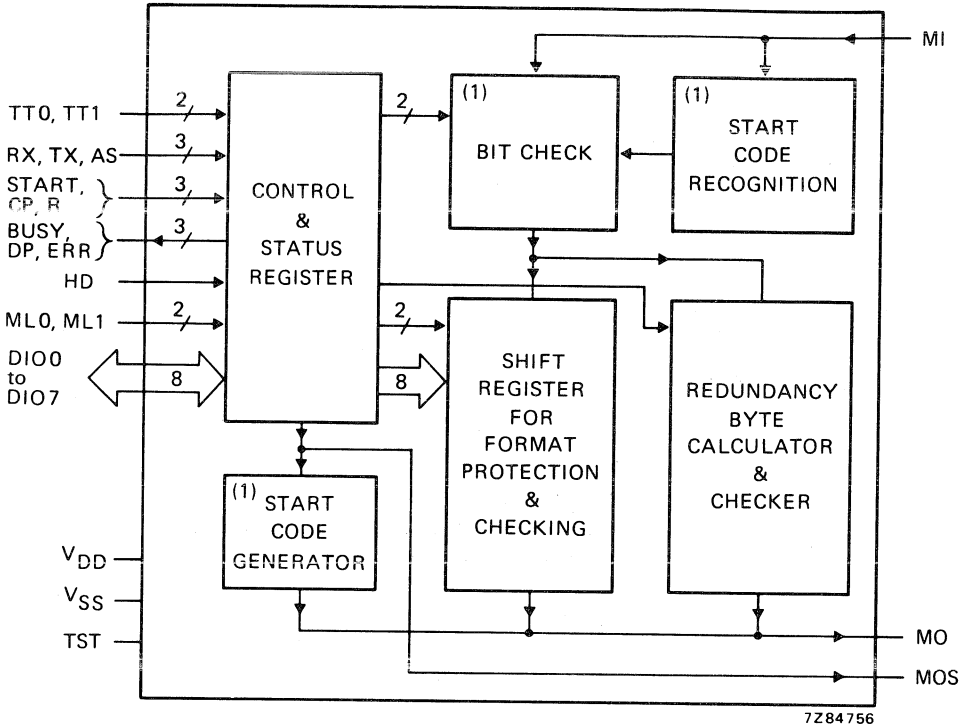 MI
TT0, TT1
2
2
(1)
BIT CHECK
(1)
START
CODE
RECOGNITION
RX, TX, AS
3
START,
CP, R
3
BUSY,
DP, ERR
3
CONTROL
&
STATUS
REGISTER
HD
ML0, ML1
2
2
DIO0
to
DIO7
8
8
SHIFT
REGISTER
FOR
FORMAT
PROTECTION
&
CHECKING
REDUNDANCY
BYTE
CALCULATOR
&
CHECKER
(1)
START
CODE
GENERATOR
VDD
VSS
TST
MO
MOS
7Z84756